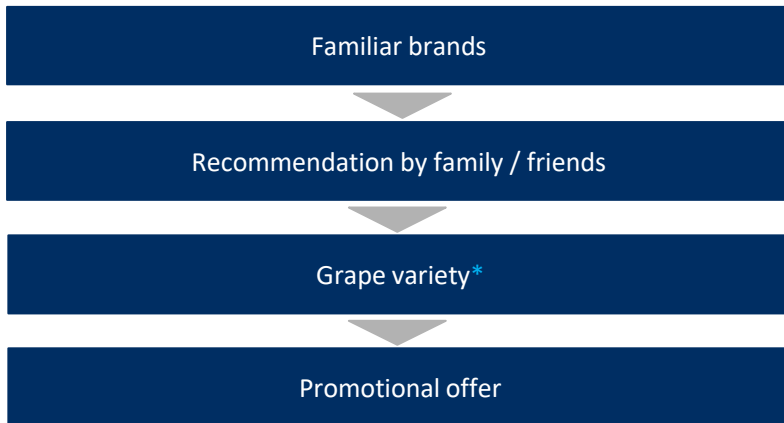 Familiar brands
Recommendation by family / friends
Grape variety*
Promotional offer